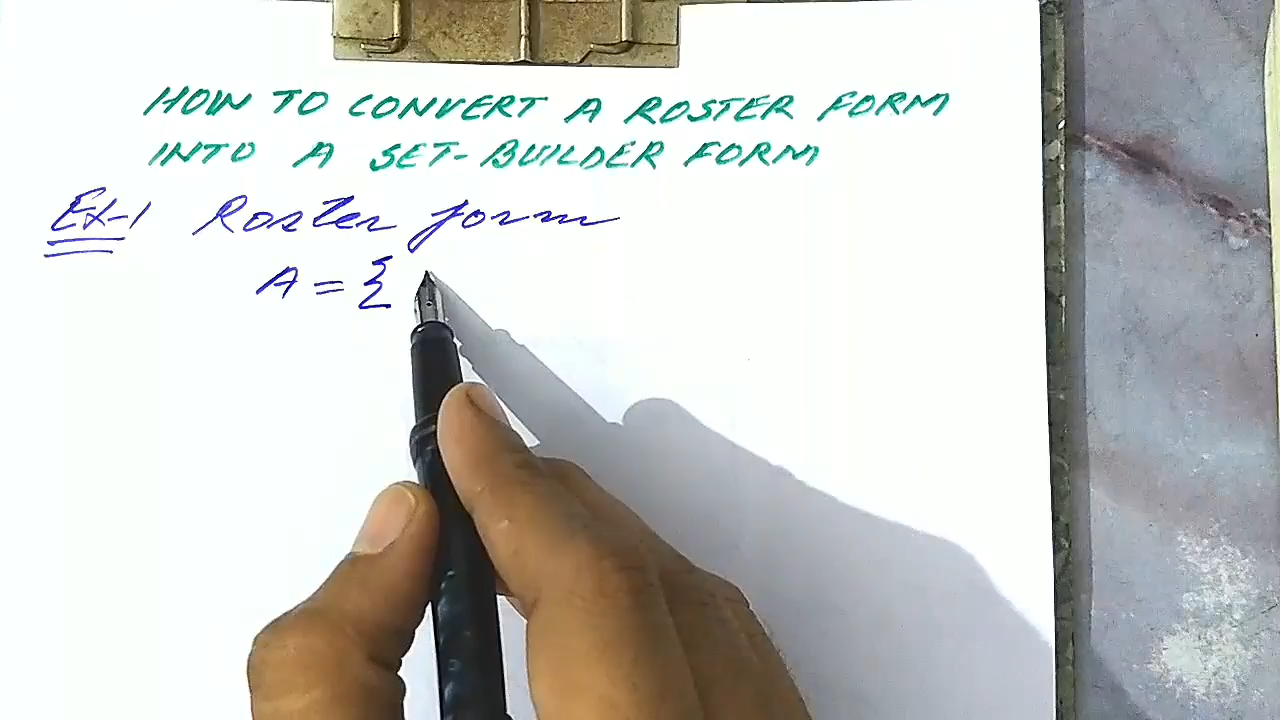 HOW TO CONVERT A ROSTER FORM
INTO A SET-BUILDER FORM
Ex-1 Roster form
A = {